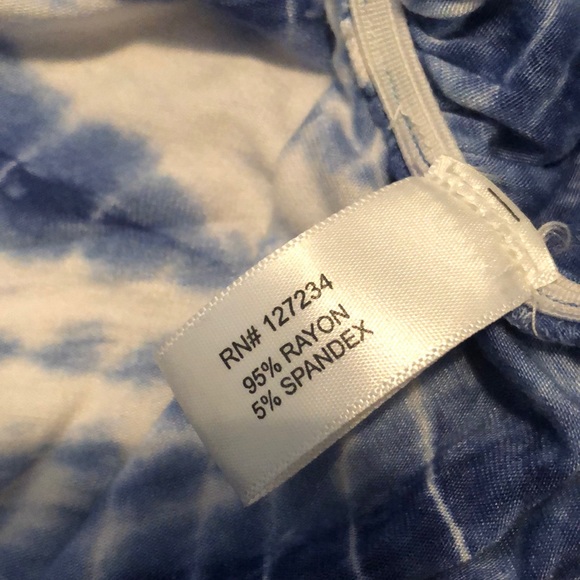 RN# 127234
95% RAYON
5% SPANDEX